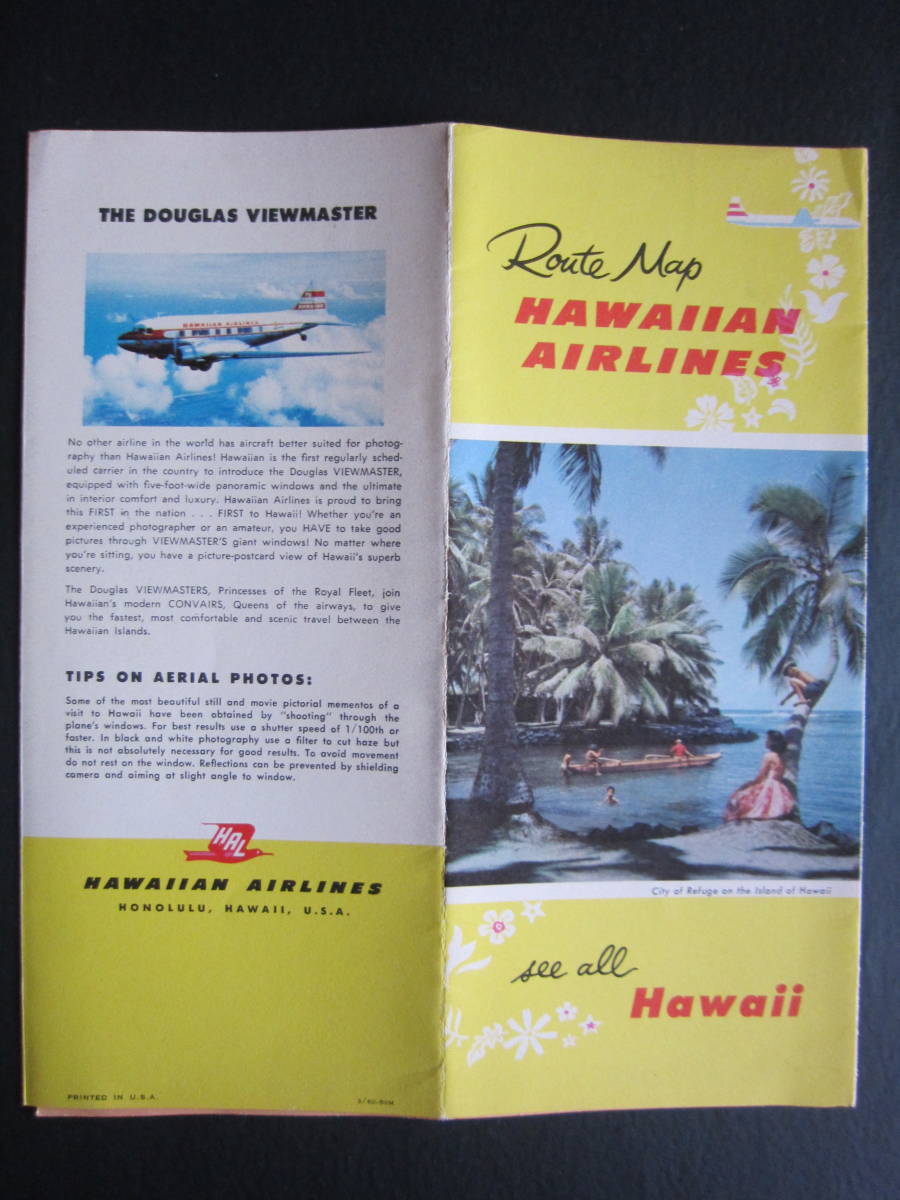 THE DOUGLAS VIEWMASTER
HAWAIIAN AIRLINES
No other airline in the world has aircraft better suited for photog-
raphy than Hawaiian Airlines! Hawaiian is the first regularly sched-
uled carrier in the country to introduce the Douglas VIEWMASTER,
equipped with five-foot-wide panoramic windows and the ultimate
in interior comfort and luxury. Hawaiian Airlines is proud to bring
this FIRST in the nation . . . FIRST to Hawaii! Whether you're an
experienced photographer or an amateur, you HAVE to take good
pictures through VIEWMASTER'S giant windows! No matter where
you're sitting, you have a picture-postcard view of Hawaii's superb
scenery.
The Douglas VIEWMASTERS, Princesses of the Royal Fleet, join
Hawaiian's modern CONVAIRS, Queens of the airways, to give
you the fastest, most comfortable and scenic travel between the
Hawaiian Islands.
TIPS ON AERIAL PHOTOS:
Some of the most beautiful still and movie pictorial mementos of a
visit to Hawaii have been obtained by "shooting" through the
plane's windows. For best results use a shutter speed of 1/100th or
faster. In black and white photography use a filter to cut haze but
this is not absolutely necessary for good results. To avoid movement
do not rest on the window. Reflections can be prevented by shielding
camera and aiming at slight angle to window.
HAL
HAWAIIAN AIRLINES
HONOLULU, HAWAII, U.S.A.
PRINTED IN U.S.A.
Route Map
HAWAIIAN
AIRLINES
City of Refuge on the Island of Hawaii
see all
Hawaii